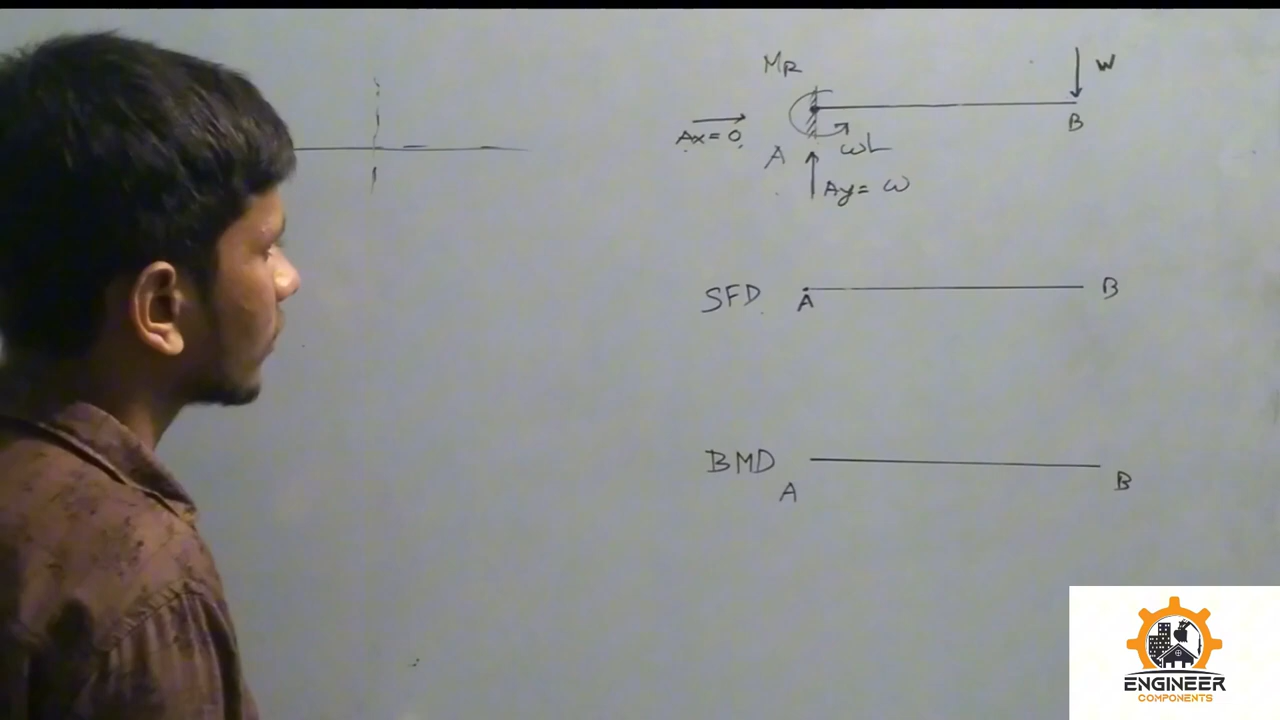 MR
W
Ax = 0
B
A
wL
Ay = w
SFD
A
B
BMD
A
B
ENGINEER
COMPONENTS